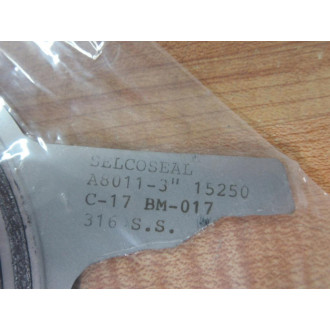 SELCOSEAL
A8011-3" 15250
C-17 BM-017
316 S.S.